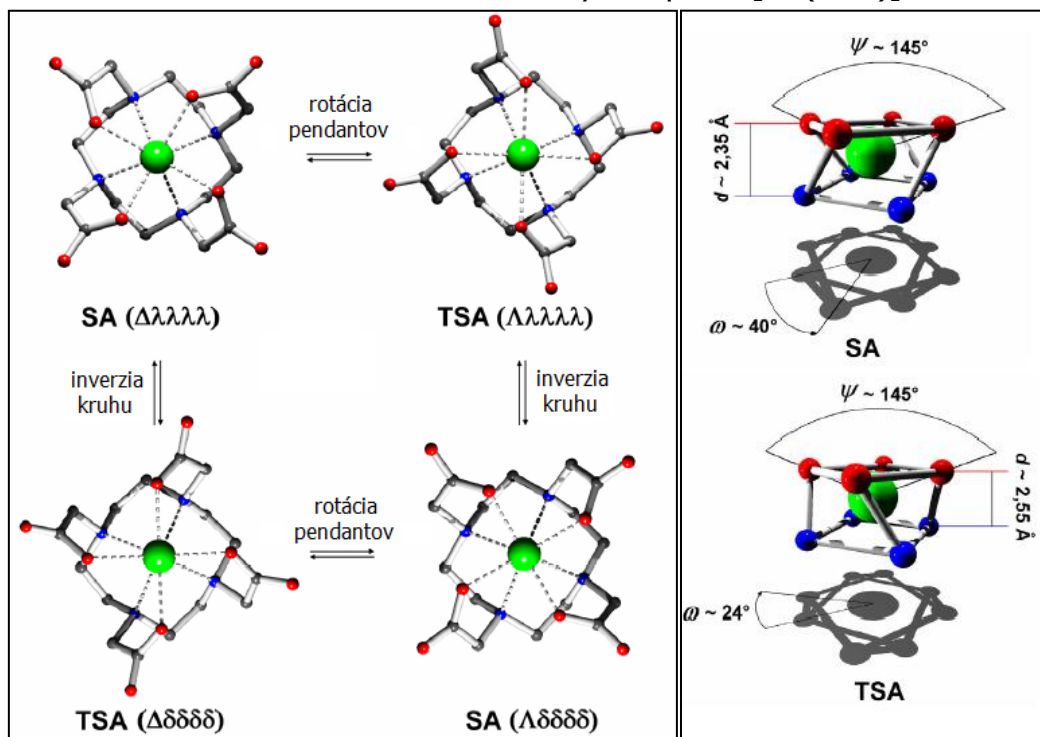 rotácia
pendantov
SA (Δλλλλ)
TSA (Λλλλλ)
inverzia
kruhu
inverzia
kruhu
rotácia
pendantov
TSA (Δδδδδ)
SA (Λδδδδ)
ψ ~ 145°
d ~ 2,35 Å
ω ~ 40°
SA
ψ ~ 145°
d ~ 2,55 Å
ω ~ 24°
TSA